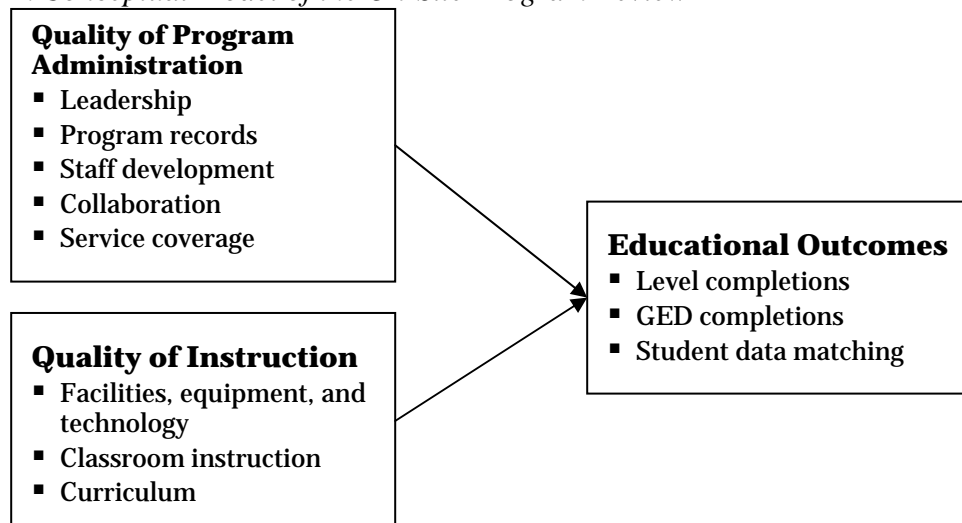 Quality of Program
Administration
▪ Leadership
▪ Program records
▪ Staff development
▪ Collaboration
▪ Service coverage
Quality of Instruction
▪ Facilities, equipment, and
technology
▪ Classroom instruction
▪ Curriculum
Educational Outcomes
▪ Level completions
▪ GED completions
▪ Student data matching